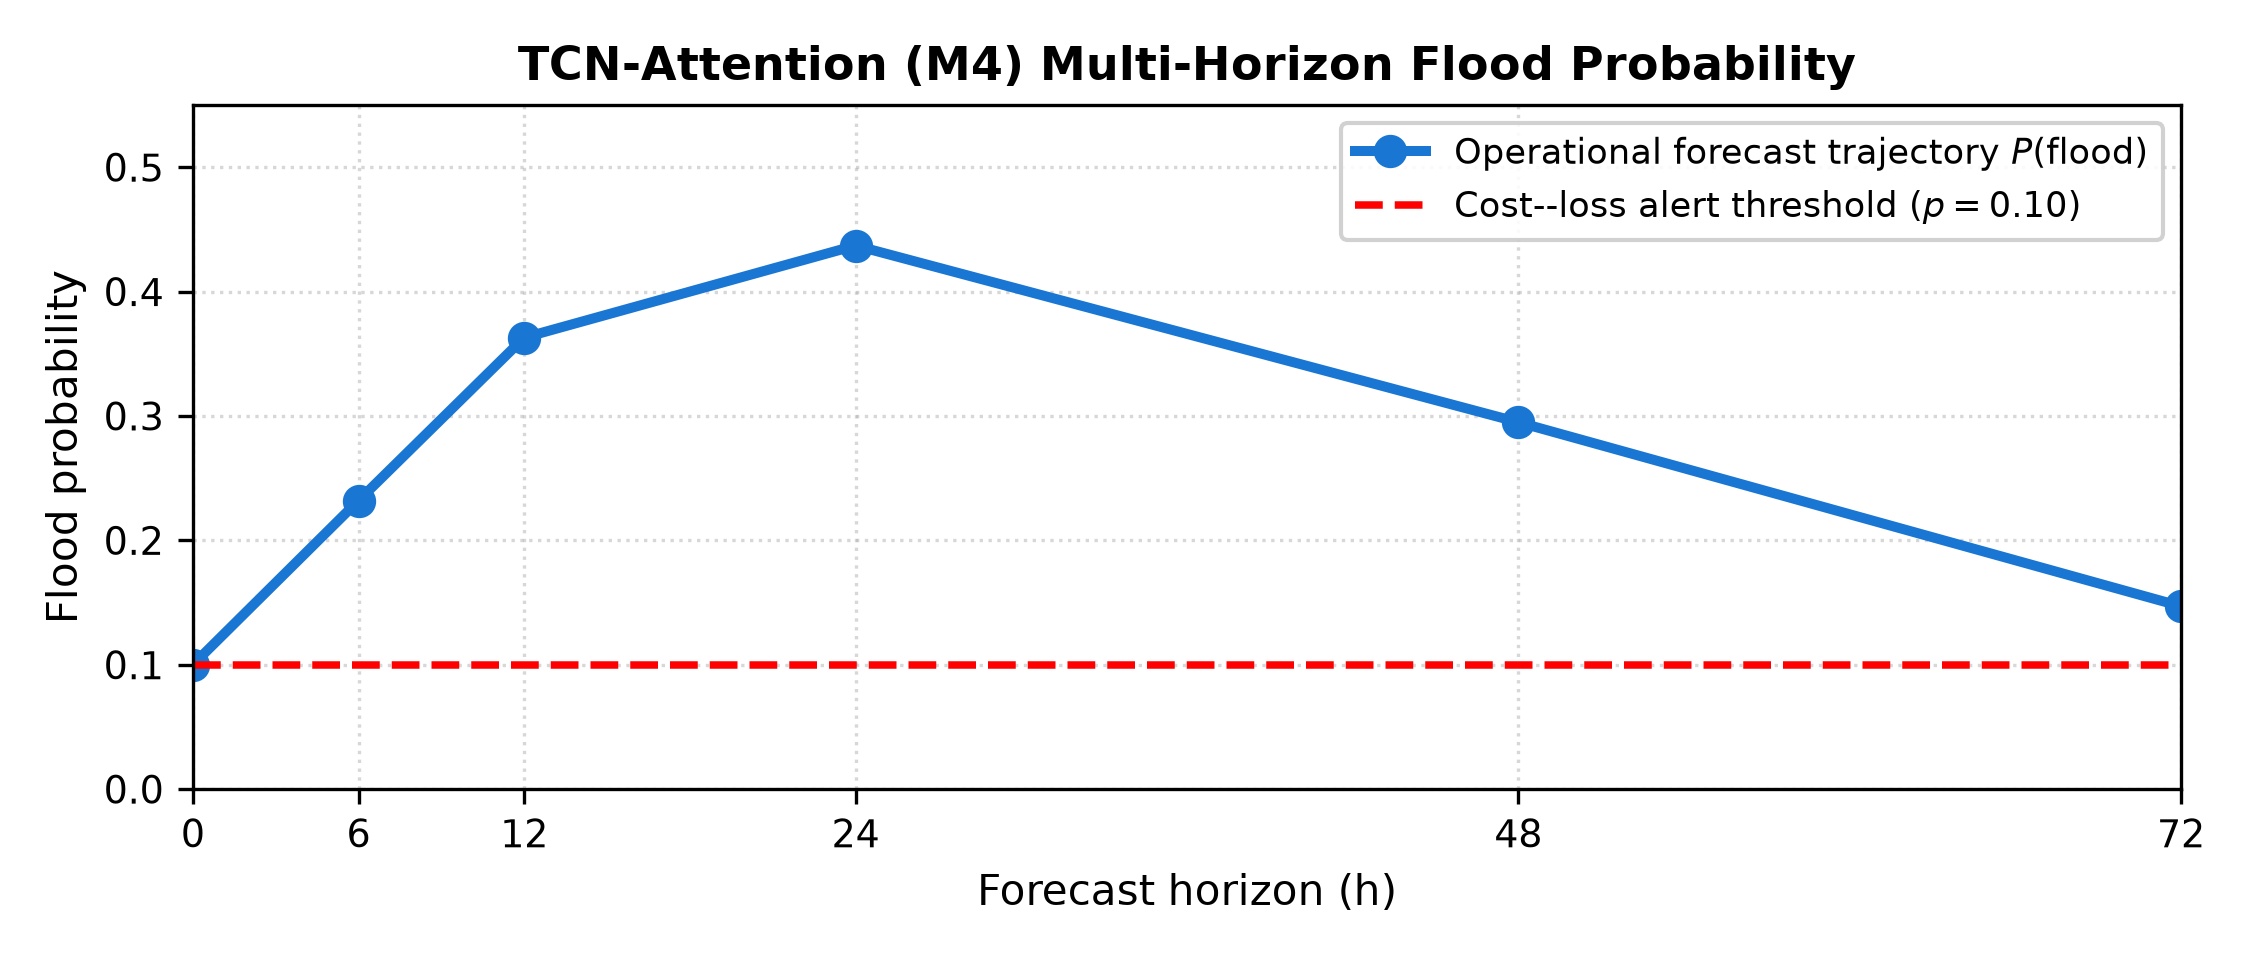 TCN-Attention (M4) Multi-Horizon Flood Probability
Operational forecast trajectory P(flood)
Cost--loss alert threshold (p = 0.10)
Flood probability
0.5
0.4
0.3
0.2
0.1
0.0
0 6 12 24 48 72
Forecast horizon (h)